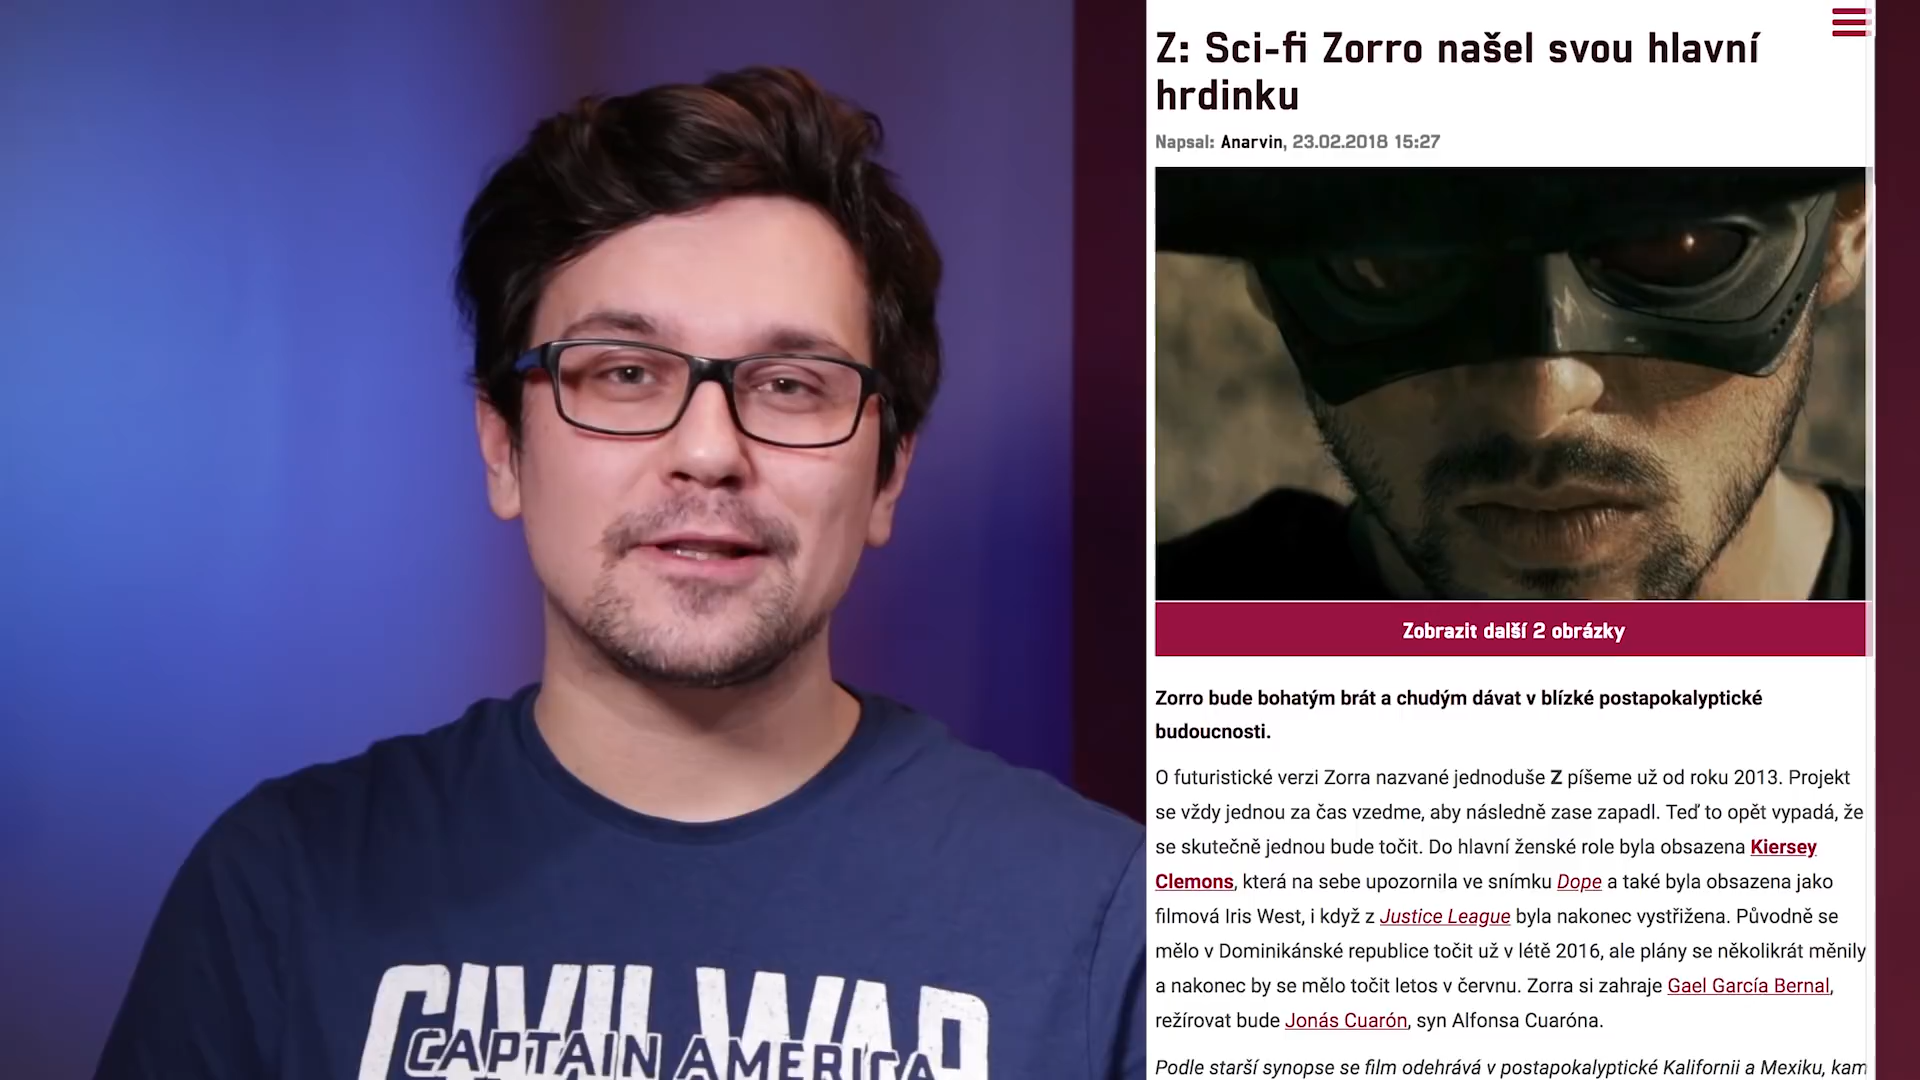 Z: Sci-fi Zorro našel svou hlavní
hrdinku
Napsal: Anarvin, 23.02.2018 15:27
Zobrazit další 2 obrázky
Zorro bude bohatým brát a chudým dávat v blízké postapokalyptické
budoucnosti.
O futuristické verzi Zorra nazvané jednoduše Z píšeme už od roku 2013. Projekt
se vždy jednou za čas vzedme, aby následně zase zapadl. Teď to opět vypadá, že
se skutečně jednou bude točit. Do hlavní ženské role byla obsazena Kiersey
Clemons, která na sebe upozornila ve snímku Dope a také byla obsazena jako
filmová Iris West, i když z Justice League byla nakonec vystřižena. Původně se
mělo v Dominikánské republice točit už v létě 2016, ale plány se několikrát měnily
a nakonec by se mělo točit letos v červnu. Zorra si zahraje Gael García Bernal,
režírovat bude Jonás Cuarón, syn Alfonsa Cuaróna.
Podle starší synopse se film odehrává v postapokalyptické Kalifornii a Mexiku, kam
CIVIL WAR
CAPTAIN AMERICA